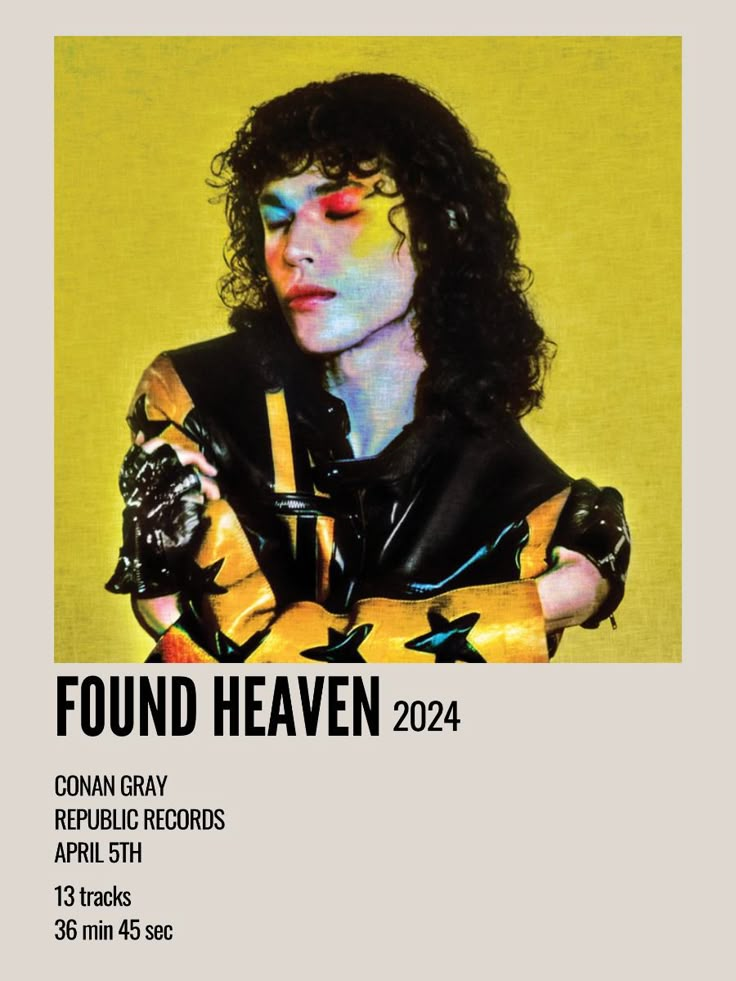 FOUND HEAVEN 2024
CONAN GRAY
REPUBLIC RECORDS
APRIL 5TH
13 tracks
36 min 45 sec